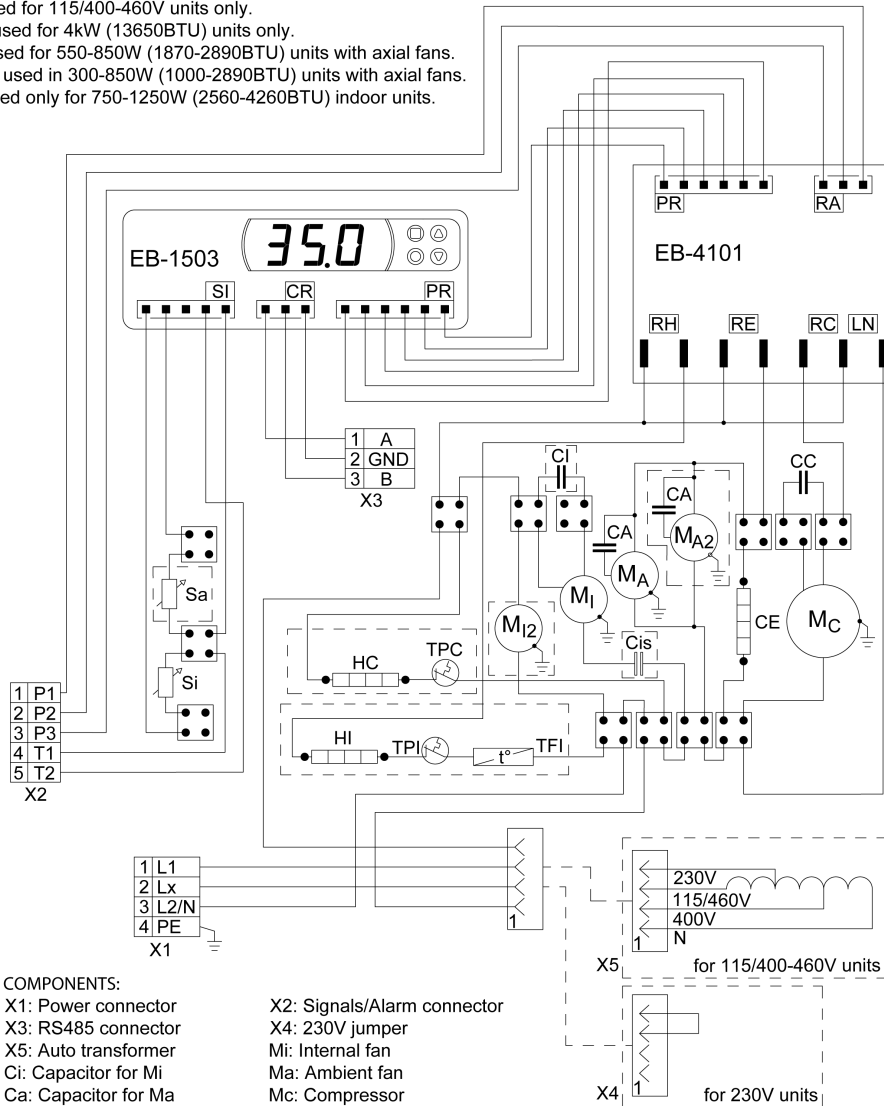 ed for 115/400-460V units only.
used for 4kW (13650BTU) units only.
sed for 550-850W (1870-2890BTU) units with axial fans.
used in 300-850W (1000-2890BTU) units with axial fans.
ed only for 750-1250W (2560-4260BTU) indoor units.
PR
RA
EB-4101
EB-1503
35.0
SI
CR
PR
RH
RE
RC
LN
1 A
2 GND
3 B
X3
CI
CC
CA
CA
MA2
MA
MI
MI2
Cis
CE
MC
Sa
Si
HC
TPC
HI
TPI
t°
TFI
1 P1
2 P2
3 P3
4 T1
5 T2
X2
1 L1
2 Lx
3 L2/N
4 PE
X1
1
230V
115/460V
400V
N
1
X5
for 115/400-460V units
1
X4
for 230V units
COMPONENTS:
X1: Power connector
X3: RS485 connector
X5: Auto transformer
Ci: Capacitor for Mi
Ca: Capacitor for Ma
X2: Signals/Alarm connector
X4: 230V jumper
Mi: Internal fan
Ma: Ambient fan
Mc: Compressor